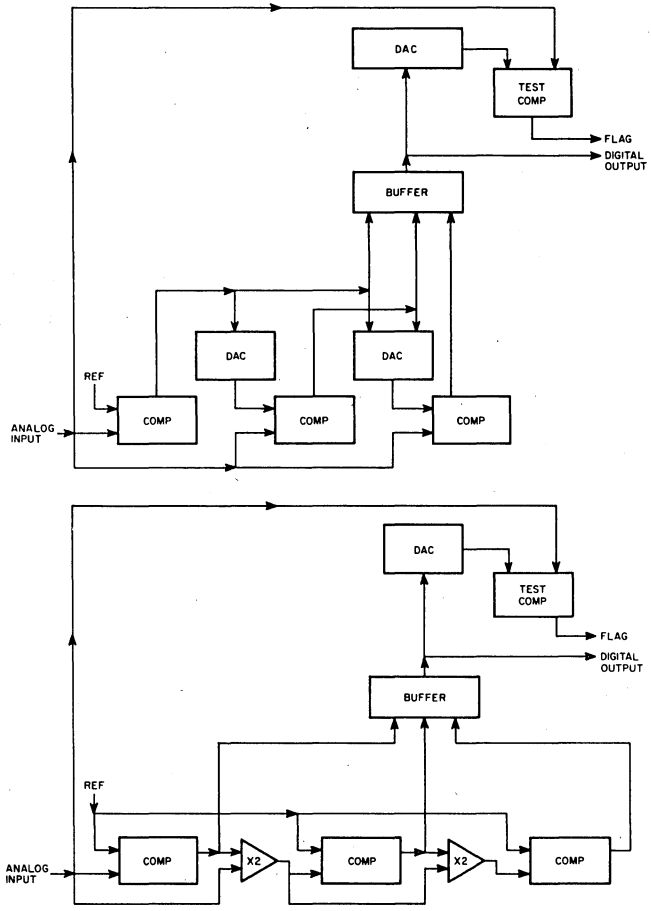 DAC
TEST
COMP
FLAG
DIGITAL
OUTPUT
BUFFER
DAC
DAC
REF
COMP
COMP
COMP
ANALOG
INPUT
DAC
TEST
COMP
FLAG
DIGITAL
OUTPUT
BUFFER
REF
COMP
X2
COMP
X2
COMP
ANALOG
INPUT